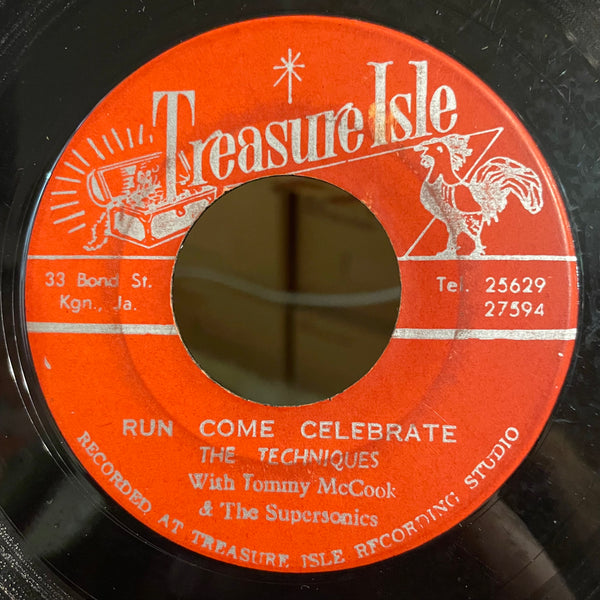 Treasure Isle
33 Bond St.
Kgn., Ja.
Tel. 25629
27594
RUN COME CELEBRATE
THE TECHNIQUES
With Tommy McCook
& The Supersonics
RECORDED AT TREASURE ISLE RECORDING STUDIO